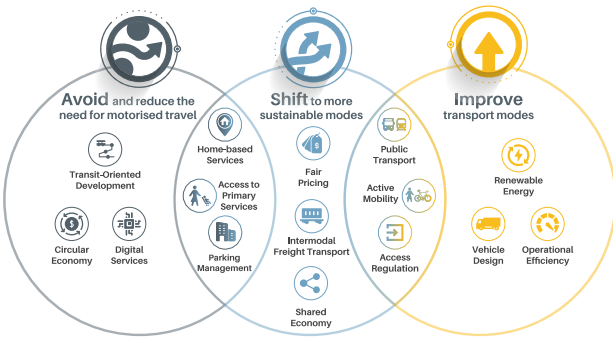 Avoid and reduce the
need for motorised travel
Shift to more
sustainable modes
Improve
transport modes
Transit-Oriented
Development
Circular
Economy
Digital
Services
Home-based
Services
Access to
Primary
Services
Parking
Management
Fair
Pricing
Intermodal
Freight Transport
Shared
Economy
Public
Transport
Active
Mobility
Access
Regulation
Renewable
Energy
Vehicle
Design
Operational
Efficiency